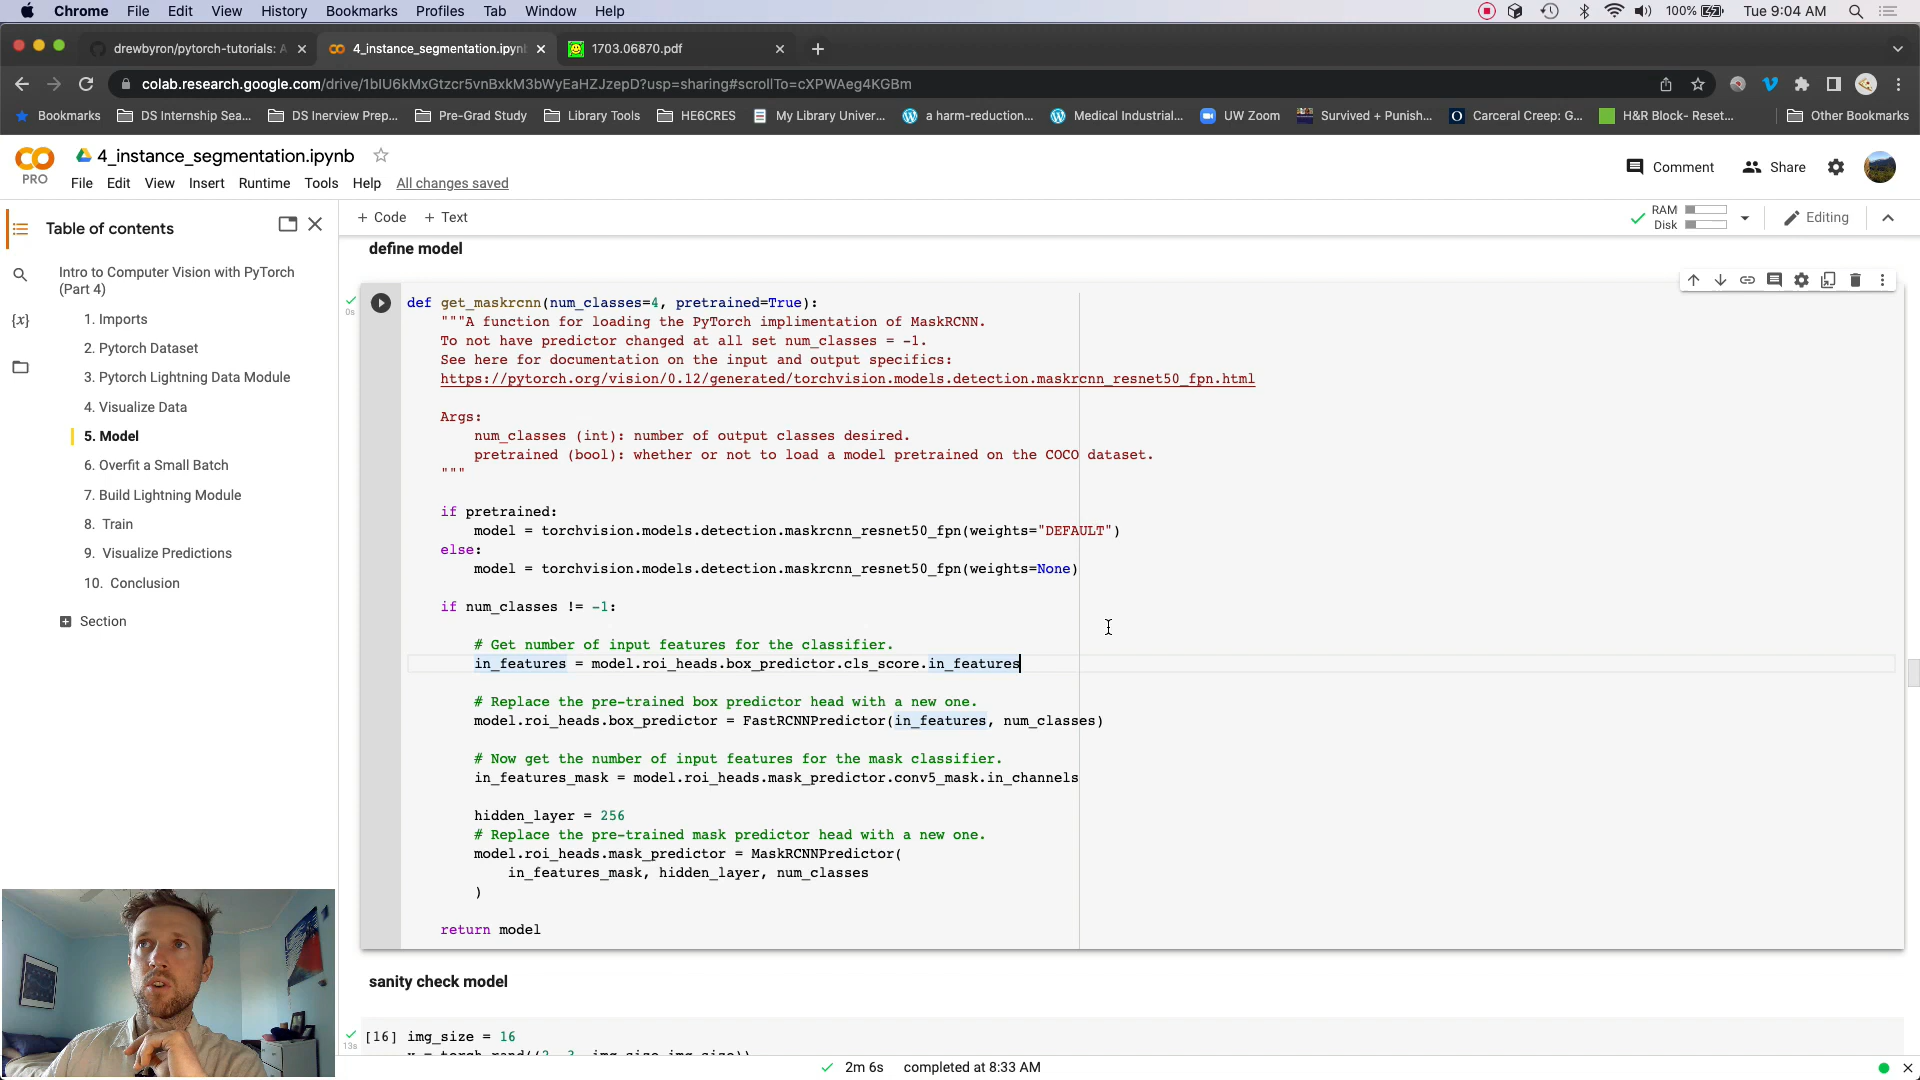 Chrome File Edit View History Bookmarks Profiles Tab Window Help 100% Tue 9:04 AM
drewbyron/pytorch-tutorials: A 4_instance_segmentation.ipynb 1703.06870.pdf
colab.research.google.com/drive/1bIU6kMxGtzcr5vnBxkM3bWyEaHZJzepD?usp=sharing#scrollTo=cXPWAeg4KGBm
Bookmarks DS Internship Sea... DS Inerview Prep... Pre-Grad Study Library Tools HE6CRES My Library Univer... a harm-reduction... Medical Industrial... UW Zoom Survived + Punish... Carceral Creep: G... H&R Block- Reset... Other Bookmarks
CO PRO
4_instance_segmentation.ipynb
Comment Share
File Edit View Insert Runtime Tools Help All changes saved
Table of contents
+ Code + Text
RAM
Disk
Editing
Intro to Computer Vision with PyTorch
(Part 4)
1. Imports
2. Pytorch Dataset
3. Pytorch Lightning Data Module
4. Visualize Data
5. Model
6. Overfit a Small Batch
7. Build Lightning Module
8. Train
9. Visualize Predictions
10. Conclusion
Section
{x}
define model
0s
def get_maskrcnn(num_classes=4, pretrained=True):
"""A function for loading the PyTorch implimentation of MaskRCNN.
To not have predictor changed at all set num_classes = -1.
See here for documentation on the input and output specifics:
https://pytorch.org/vision/0.12/generated/torchvision.models.detection.maskrcnn_resnet50_fpn.html
Args:
num_classes (int): number of output classes desired.
pretrained (bool): whether or not to load a model pretrained on the COCO dataset.
"""
if pretrained:
model = torchvision.models.detection.maskrcnn_resnet50_fpn(weights="DEFAULT")
else:
model = torchvision.models.detection.maskrcnn_resnet50_fpn(weights=None)
if num_classes != -1:
# Get number of input features for the classifier.
in_features = model.roi_heads.box_predictor.cls_score.in_features
# Replace the pre-trained box predictor head with a new one.
model.roi_heads.box_predictor = FastRCNNPredictor(in_features, num_classes)
# Now get the number of input features for the mask classifier.
in_features_mask = model.roi_heads.mask_predictor.conv5_mask.in_channels
hidden_layer = 256
# Replace the pre-trained mask predictor head with a new one.
model.roi_heads.mask_predictor = MaskRCNNPredictor(
in_features_mask, hidden_layer, num_classes
)
return model
sanity check model
13s
[16] img_size = 16
2m 6s completed at 8:33 AM